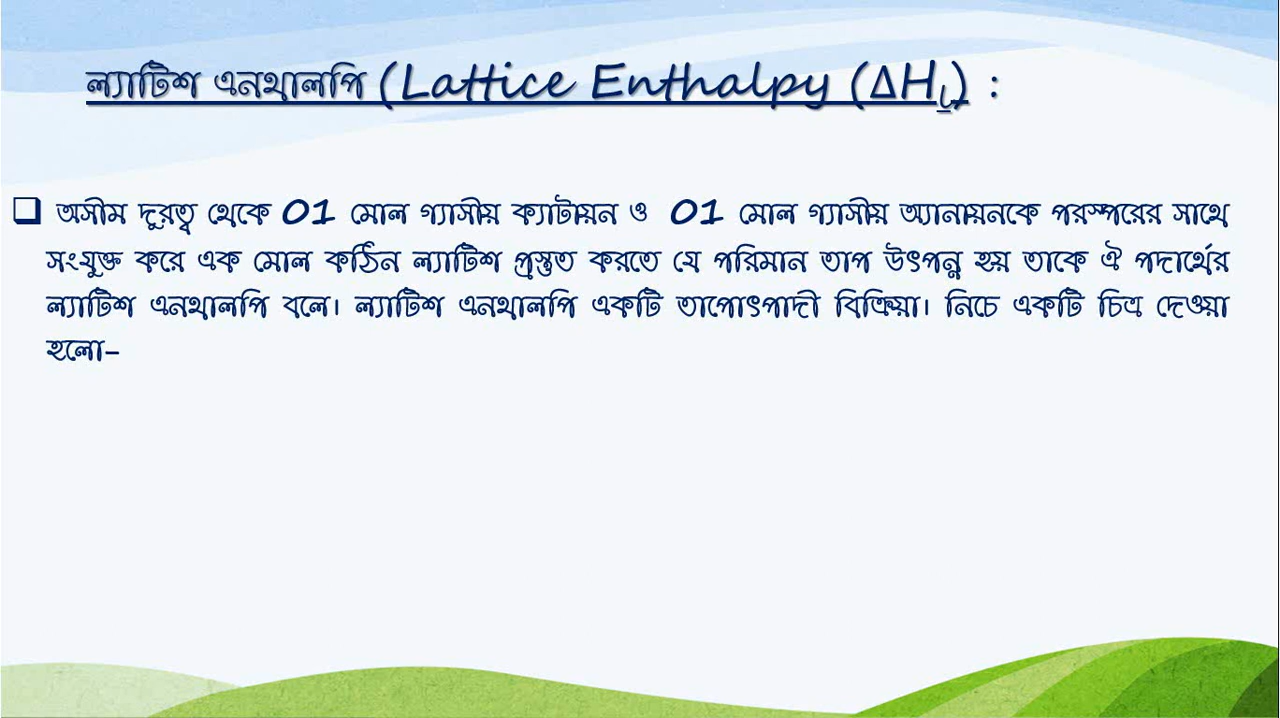 ল্যাটিশ এনথালপি (Lattice Enthalpy (ΔHL) :
❑ অসীম দূরত্ব থেকে 01 মোল গ্যাসীয় ক্যাটায়ন ও 01 মোল গ্যাসীয় অ্যানায়নকে পরস্পরের সাথে
সংযুক্ত করে এক মোল কঠিন ল্যাটিশ প্রস্তুত করতে যে পরিমান তাপ উৎপন্ন হয় তাকে ঐ পদার্থের
ল্যাটিশ এনথালপি বলে। ল্যাটিশ এনথালপি একটি তাপোৎপাদী বিক্রিয়া। নিচে একটি চিত্র দেওয়া
হলো–